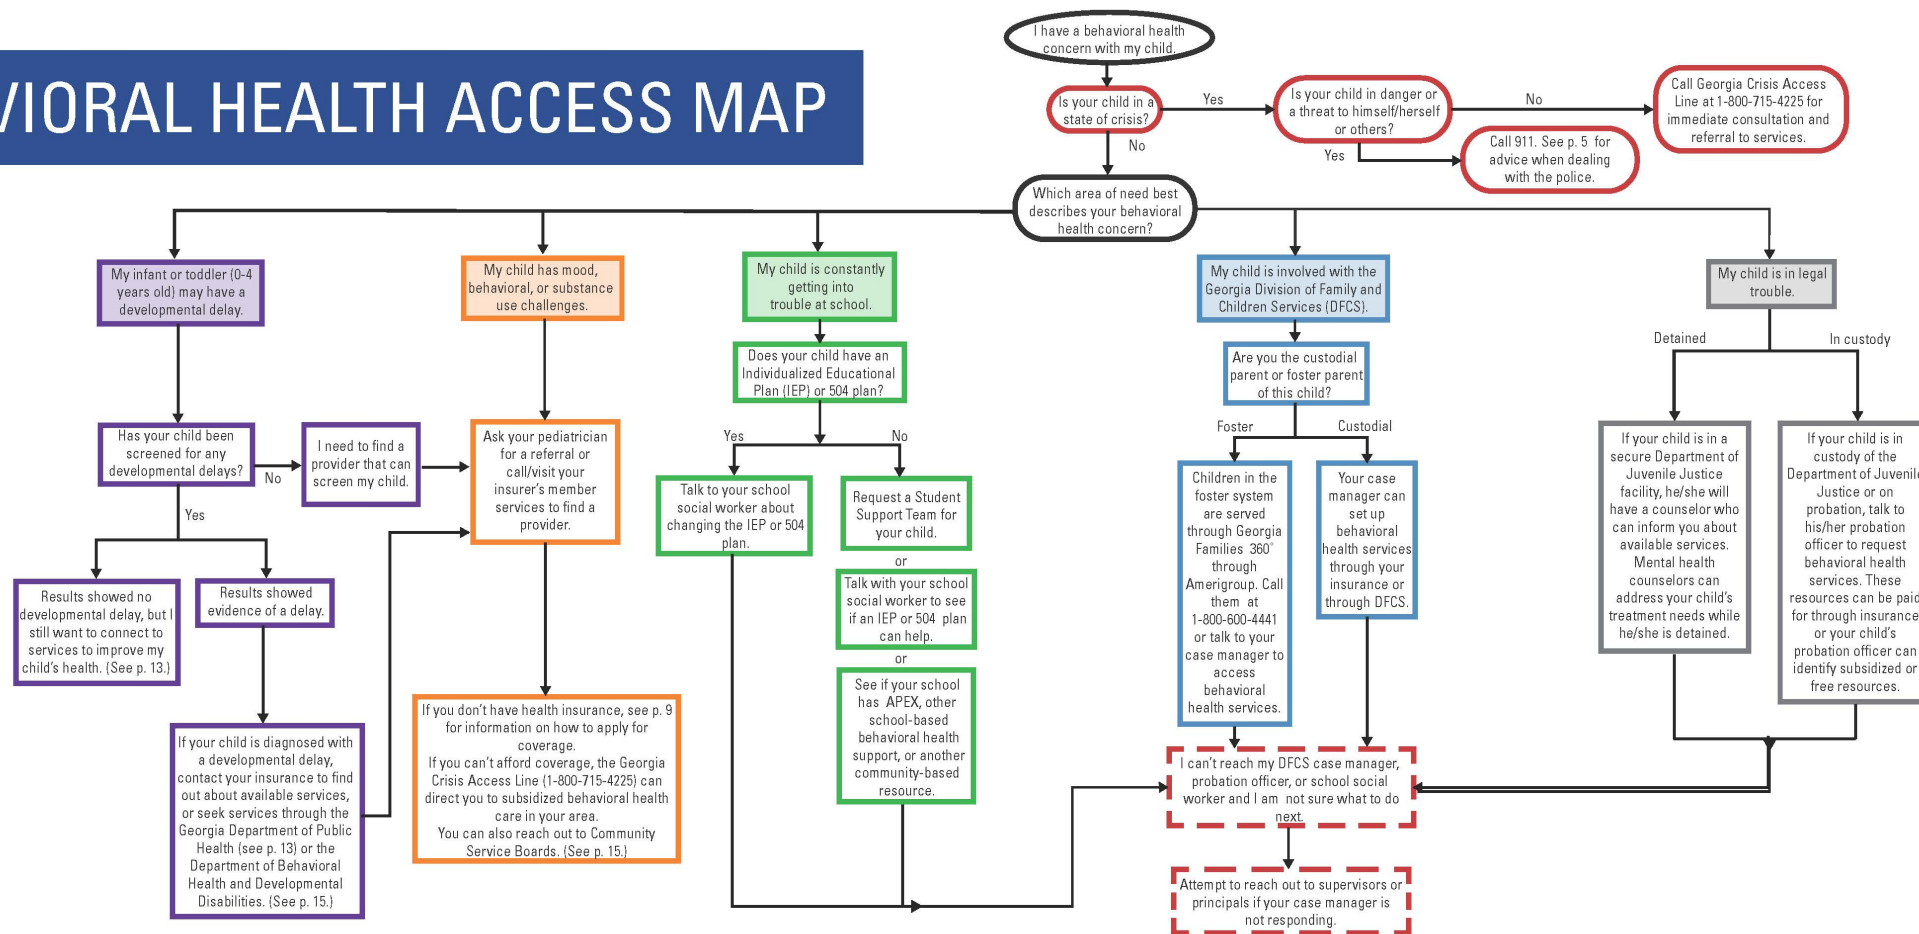 VIORAL HEALTH ACCESS MAP
I have a behavioral health
concern with my child.
Is your child in a
state of crisis?
Yes
No
Is your child in danger or
a threat to himself/herself
or others?
No
Yes
Call Georgia Crisis Access
Line at 1-800-715-4225 for
immediate consultation and
referral to services.
Call 911. See p. 5 for
advice when dealing
with the police.
Which area of need best
describes your behavioral
health concern?
My infant or toddler (0-4
years old) may have a
developmental delay.
Has your child been
screened for any
developmental delays?
No
I need to find a
provider that can
screen my child.
Yes
Results showed no
developmental delay, but I
still want to connect to
services to improve my
child's health. (See p. 13.)
Results showed
evidence of a delay.
If your child is diagnosed with
a developmental delay,
contact your insurance to find
out about available services,
or seek services through the
Georgia Department of Public
Health (see p. 13) or the
Department of Behavioral
Health and Developmental
Disabilities. (See p. 15.)
My child has mood,
behavioral, or substance
use challenges.
Ask your pediatrician
for a referral or
call/visit your
insurer's member
services to find a
provider.
If you don't have health insurance, see p. 9
for information on how to apply for
coverage.
If you can't afford coverage, the Georgia
Crisis Access Line (1-800-715-4225) can
direct you to subsidized behavioral health
care in your area.
You can also reach out to Community
Service Boards. (See p. 15.)
My child is constantly
getting into
trouble at school.
Does your child have an
Individualized Educational
Plan (IEP) or 504 plan?
Yes
No
Talk to your school
social worker about
changing the IEP or 504
plan.
Request a Student
Support Team for
your child.
or
Talk with your school
social worker to see
if an IEP or 504 plan
can help.
or
See if your school
has APEX, other
school-based
behavioral health
support, or another
community-based
resource.
My child is involved with the
Georgia Division of Family and
Children Services (DFCS).
Are you the custodial
parent or foster parent
of this child?
Foster
Custodial
Children in the
foster system
are served
through Georgia
Families 360°
through
Amerigroup. Call
them at
1-800-600-4441
or talk to your
case manager to
access
behavioral
health services.
Your case
manager can
set up
behavioral
health services
through your
insurance or
through DFCS.
My child is in legal
trouble.
Detained
In custody
If your child is in a
secure Department of
Juvenile Justice
facility, he/she will
have a counselor who
can inform you about
available services.
Mental health
counselors can
address your child's
treatment needs while
he/she is detained.
If your child is in
custody of the
Department of Juvenile
Justice or on
probation, talk to
his/her probation
officer to request
behavioral health
services. These
resources can be paid
for through insurance
or your child's
probation officer can
identify subsidized or
free resources.
I can't reach my DFCS case manager,
probation officer, or school social
worker and I am not sure what to do
next.
Attempt to reach out to supervisors or
principals if your case manager is
not responding.